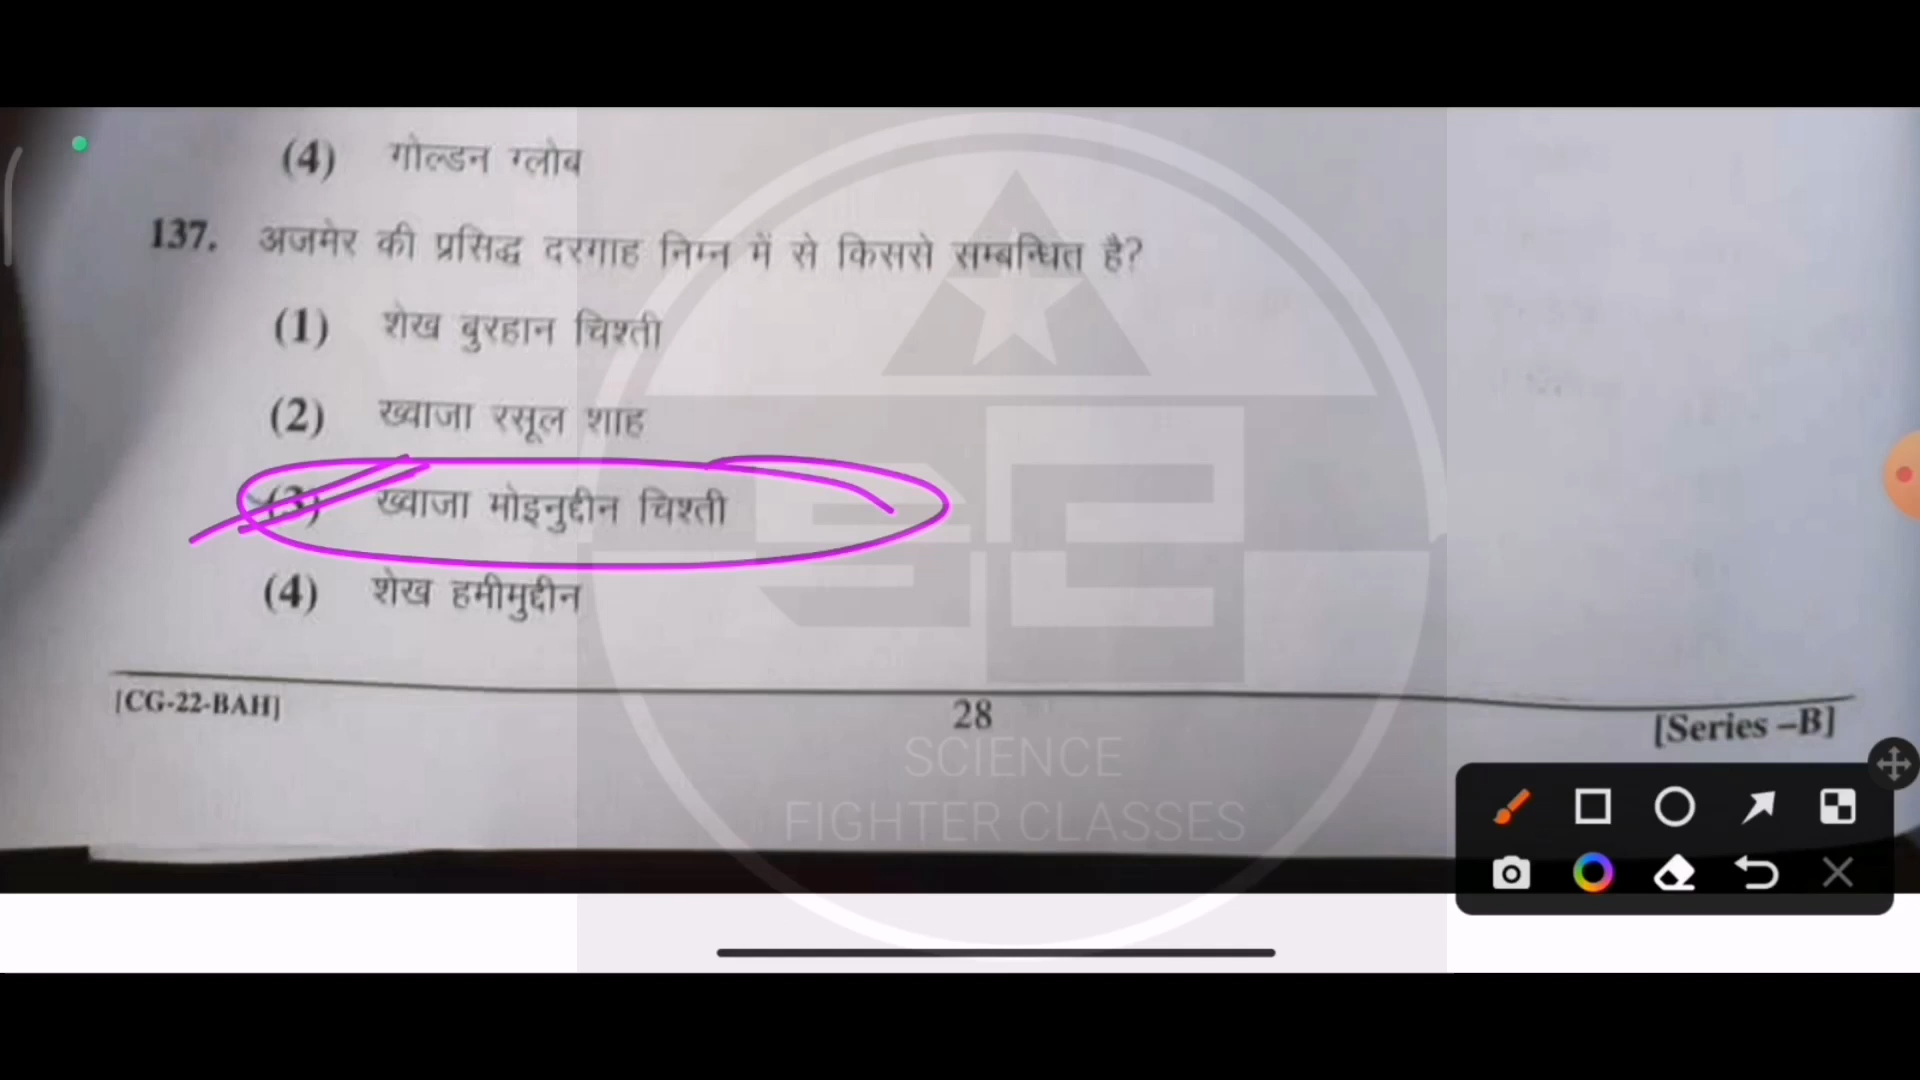 (4) गोल्डन ग्लोब
137. अजमेर की प्रसिद्ध दरगाह निम्न में से किससे सम्बन्धित है?
(1) शेख बुरहान चिश्ती
(2) ख्वाजा रसूल शाह
(3) ख्वाजा मोइनुद्दीन चिश्ती
(4) शेख हमीमुद्दीन
[CG-22-BAH] 28 [Series –B]
SCIENCE
FIGHTER CLASSES